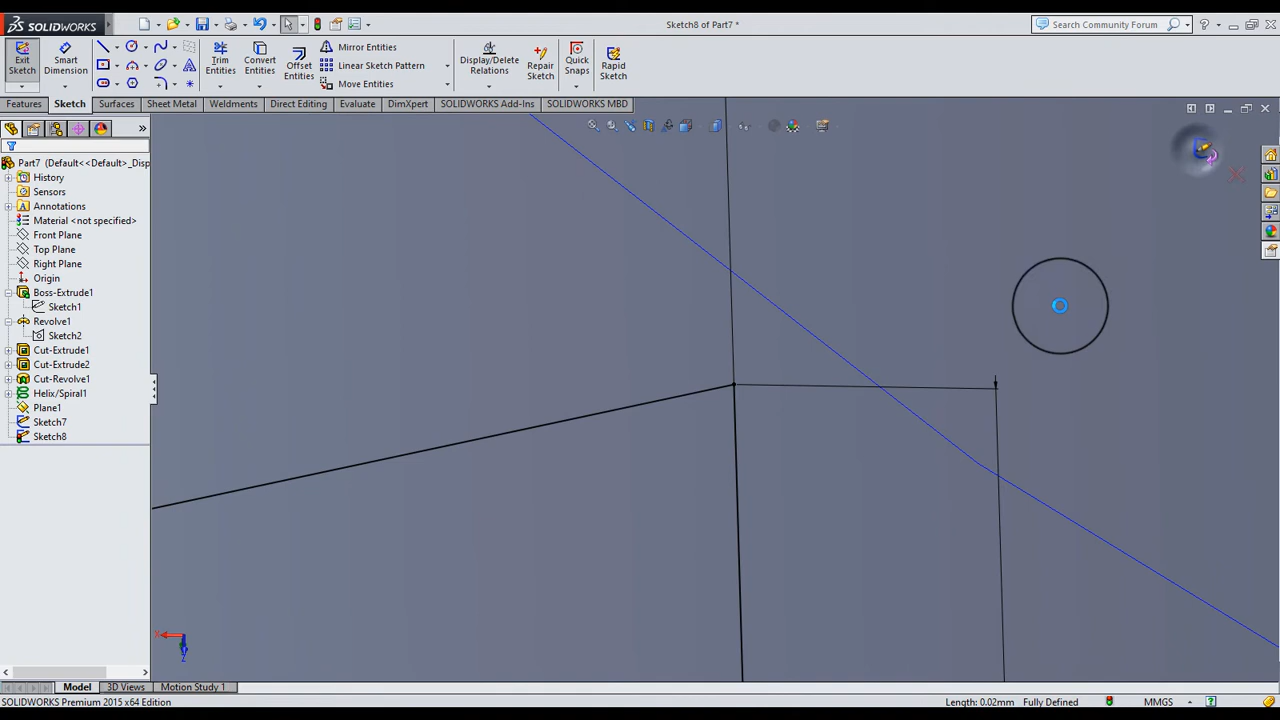 SOLIDWORKS
Sketch8 of Part7 *
Search Community Forum
Exit Sketch
Smart Dimension
Trim Entities
Convert Entities
Offset Entities
Mirror Entities
Linear Sketch Pattern
Move Entities
Display/Delete Relations
Repair Sketch
Quick Snaps
Rapid Sketch
Features Sketch Surfaces Sheet Metal Weldments Direct Editing Evaluate DimXpert SOLIDWORKS Add-Ins SOLIDWORKS MBD
Part7 (Default<<Default>_Disp
History
Sensors
Annotations
Material <not specified>
Front Plane
Top Plane
Right Plane
Origin
Boss-Extrude1
Sketch1
Revolve1
Sketch2
Cut-Extrude1
Cut-Extrude2
Cut-Revolve1
Helix/Spiral1
Plane1
Sketch7
Sketch8
X
Z
Model 3D Views Motion Study 1
SOLIDWORKS Premium 2015 x64 Edition
Length: 0.02mm Fully Defined MMGS